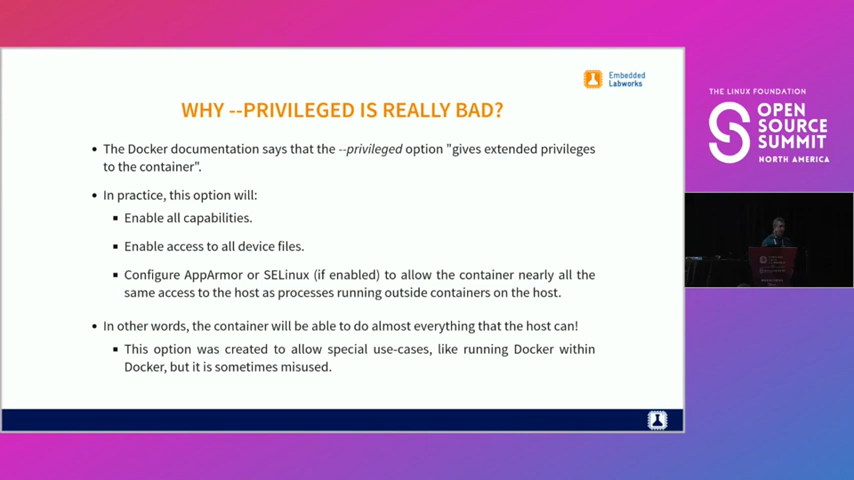 Embedded
Labworks
WHY --PRIVILEGED IS REALLY BAD?
• The Docker documentation says that the --privileged option "gives extended privileges
to the container".
• In practice, this option will:
▪ Enable all capabilities.
▪ Enable access to all device files.
▪ Configure AppArmor or SELinux (if enabled) to allow the container nearly all the
same access to the host as processes running outside containers on the host.
• In other words, the container will be able to do almost everything that the host can!
▪ This option was created to allow special use-cases, like running Docker within
Docker, but it is sometimes misused.
THE LINUX FOUNDATION
OPEN
SOURCE
SUMMIT
NORTH AMERICA